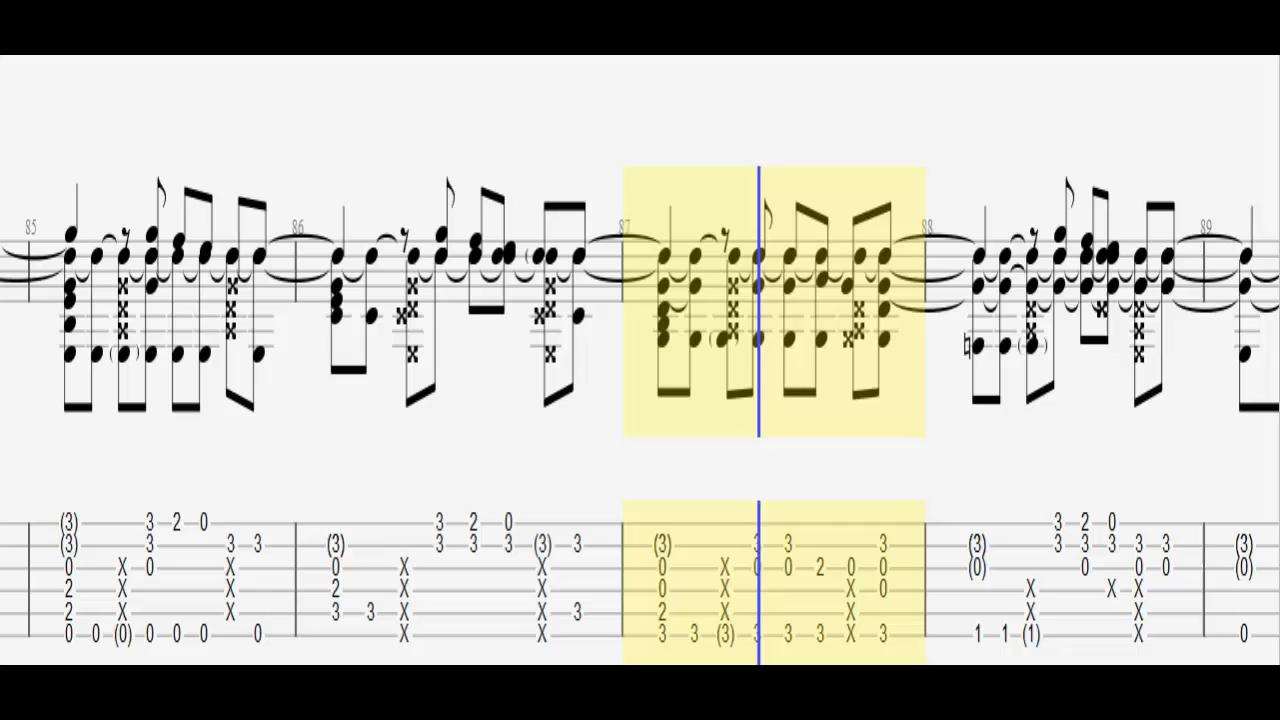 85 86 87 88 89
(3) 3 2 0 3 2 0 3 2 0
(3) 3 3 3 (3) 3 3 3 (3) 3 (3) 3 3 3 (3) 3 3 3 3 3 (3)
0 X 0 X 0 X X 0 X 0 0 2 0 0 (0) 0 0 0 (0)
2 X X 2 X X 0 X X 0 X X X
2 X X 3 3 X X 3 2 X X X X
0 0 (0) 0 0 0 0 X X 3 3 (3) 3 3 3 X 3 1 1 (1) X 0